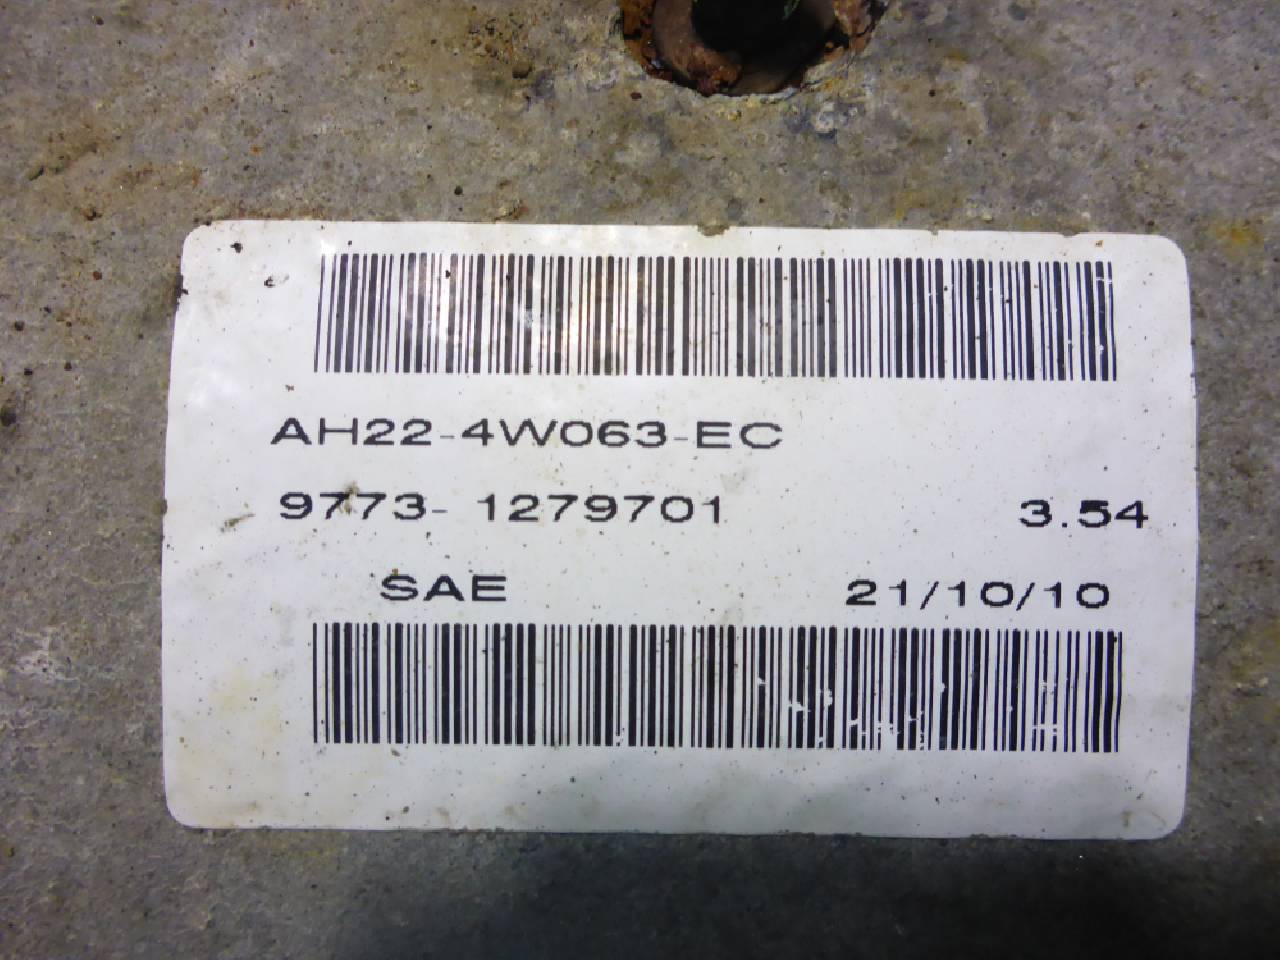 AH22-4W063-EC
9773- 1279701 3.54
SAE 21/10/10